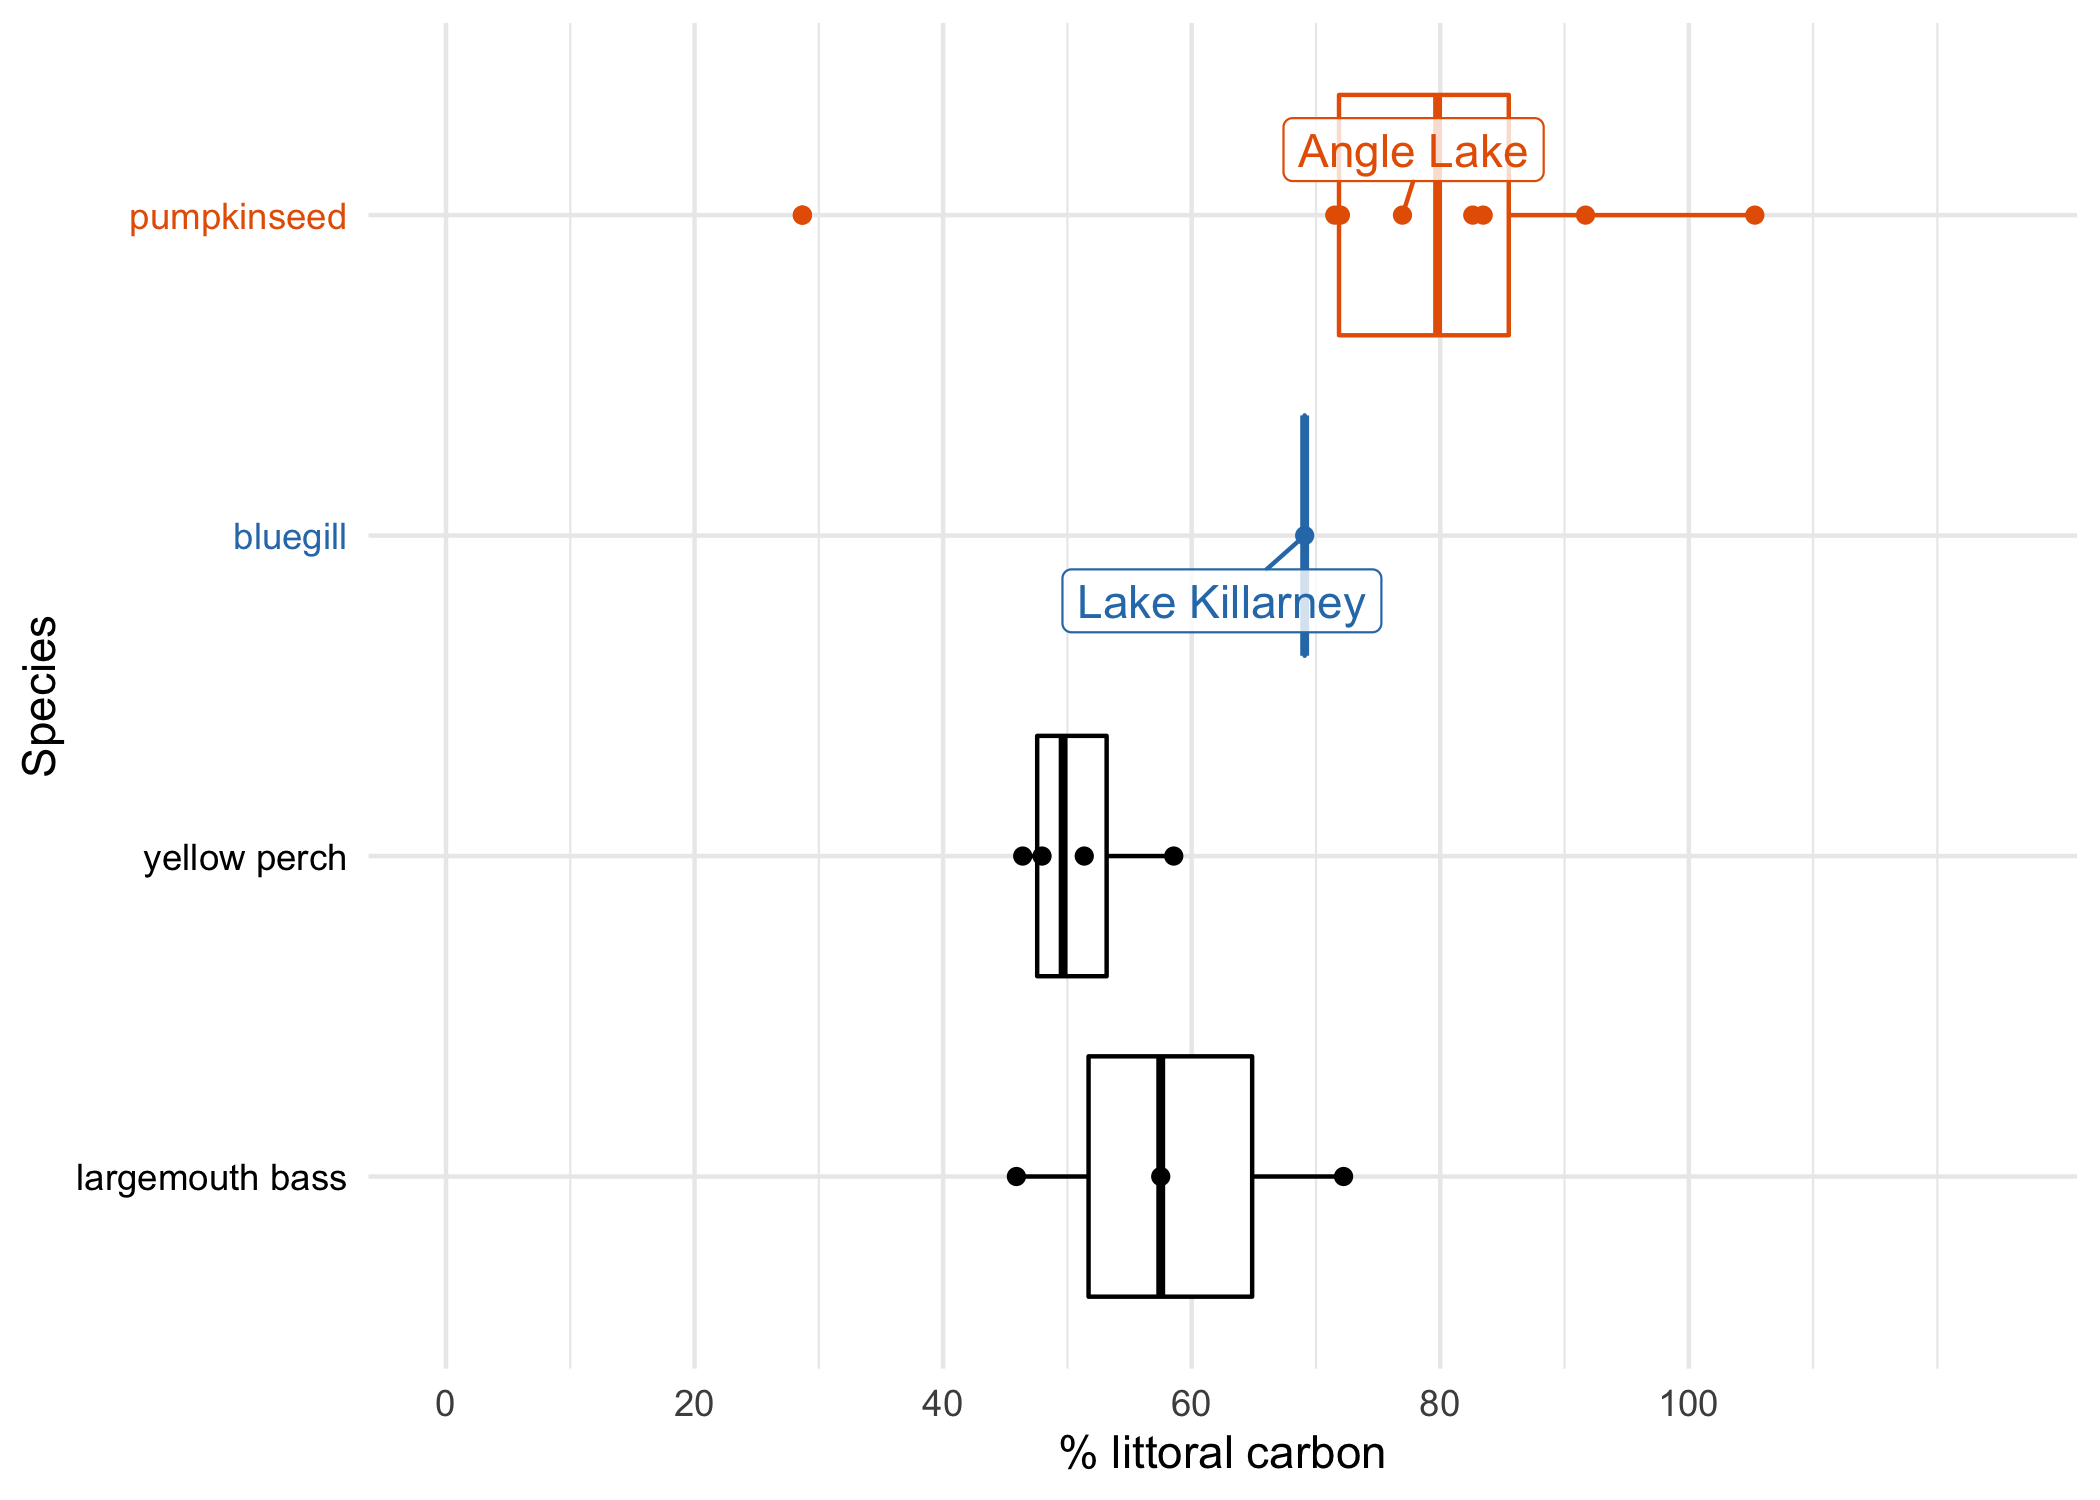 Angle Lake
pumpkinseed
bluegill
Lake Killarney
Species
yellow perch
largemouth bass
0 20 40 60 80 100
% littoral carbon